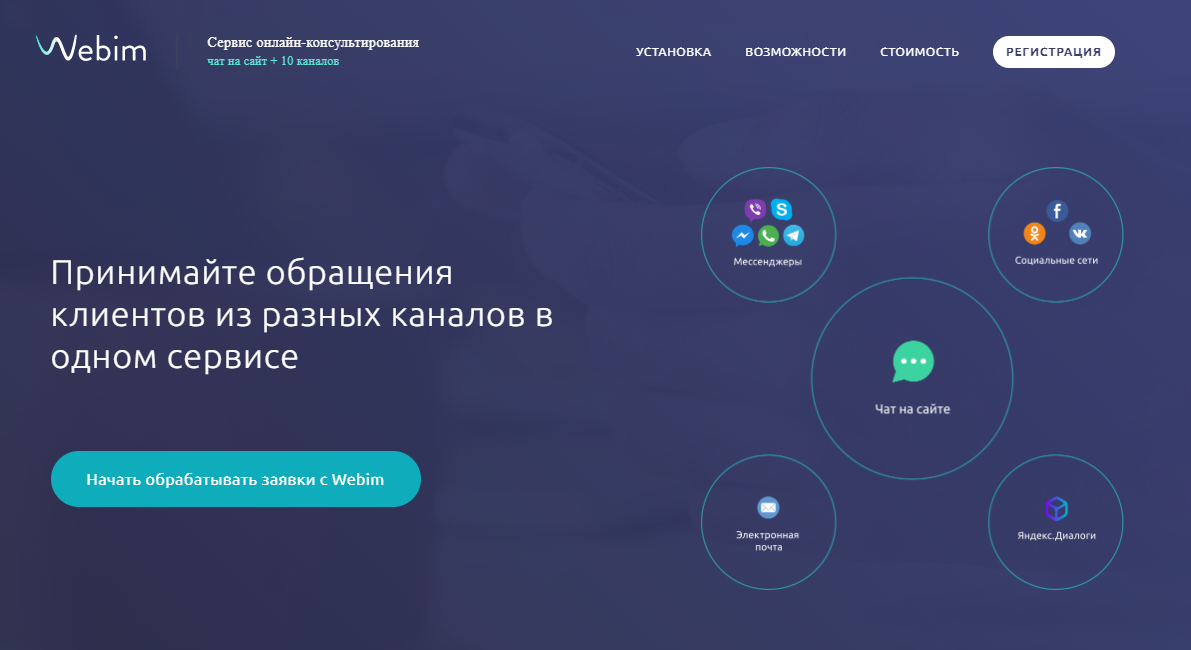 Webim
Сервис онлайн-консультирования
чат на сайт + 10 каналов
УСТАНОВКА
ВОЗМОЖНОСТИ
СТОИМОСТЬ
РЕГИСТРАЦИЯ
Принимайте обращения
клиентов из разных каналов в
одном сервисе
Начать обрабатывать заявки с Webim
Мессенджеры
Социальные сети
Чат на сайте
Электронная
почта
Яндекс.Диалоги